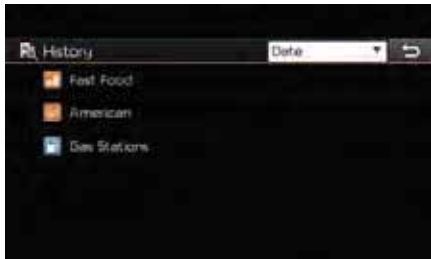 History
Date
Fast Food
American
Gas Stations